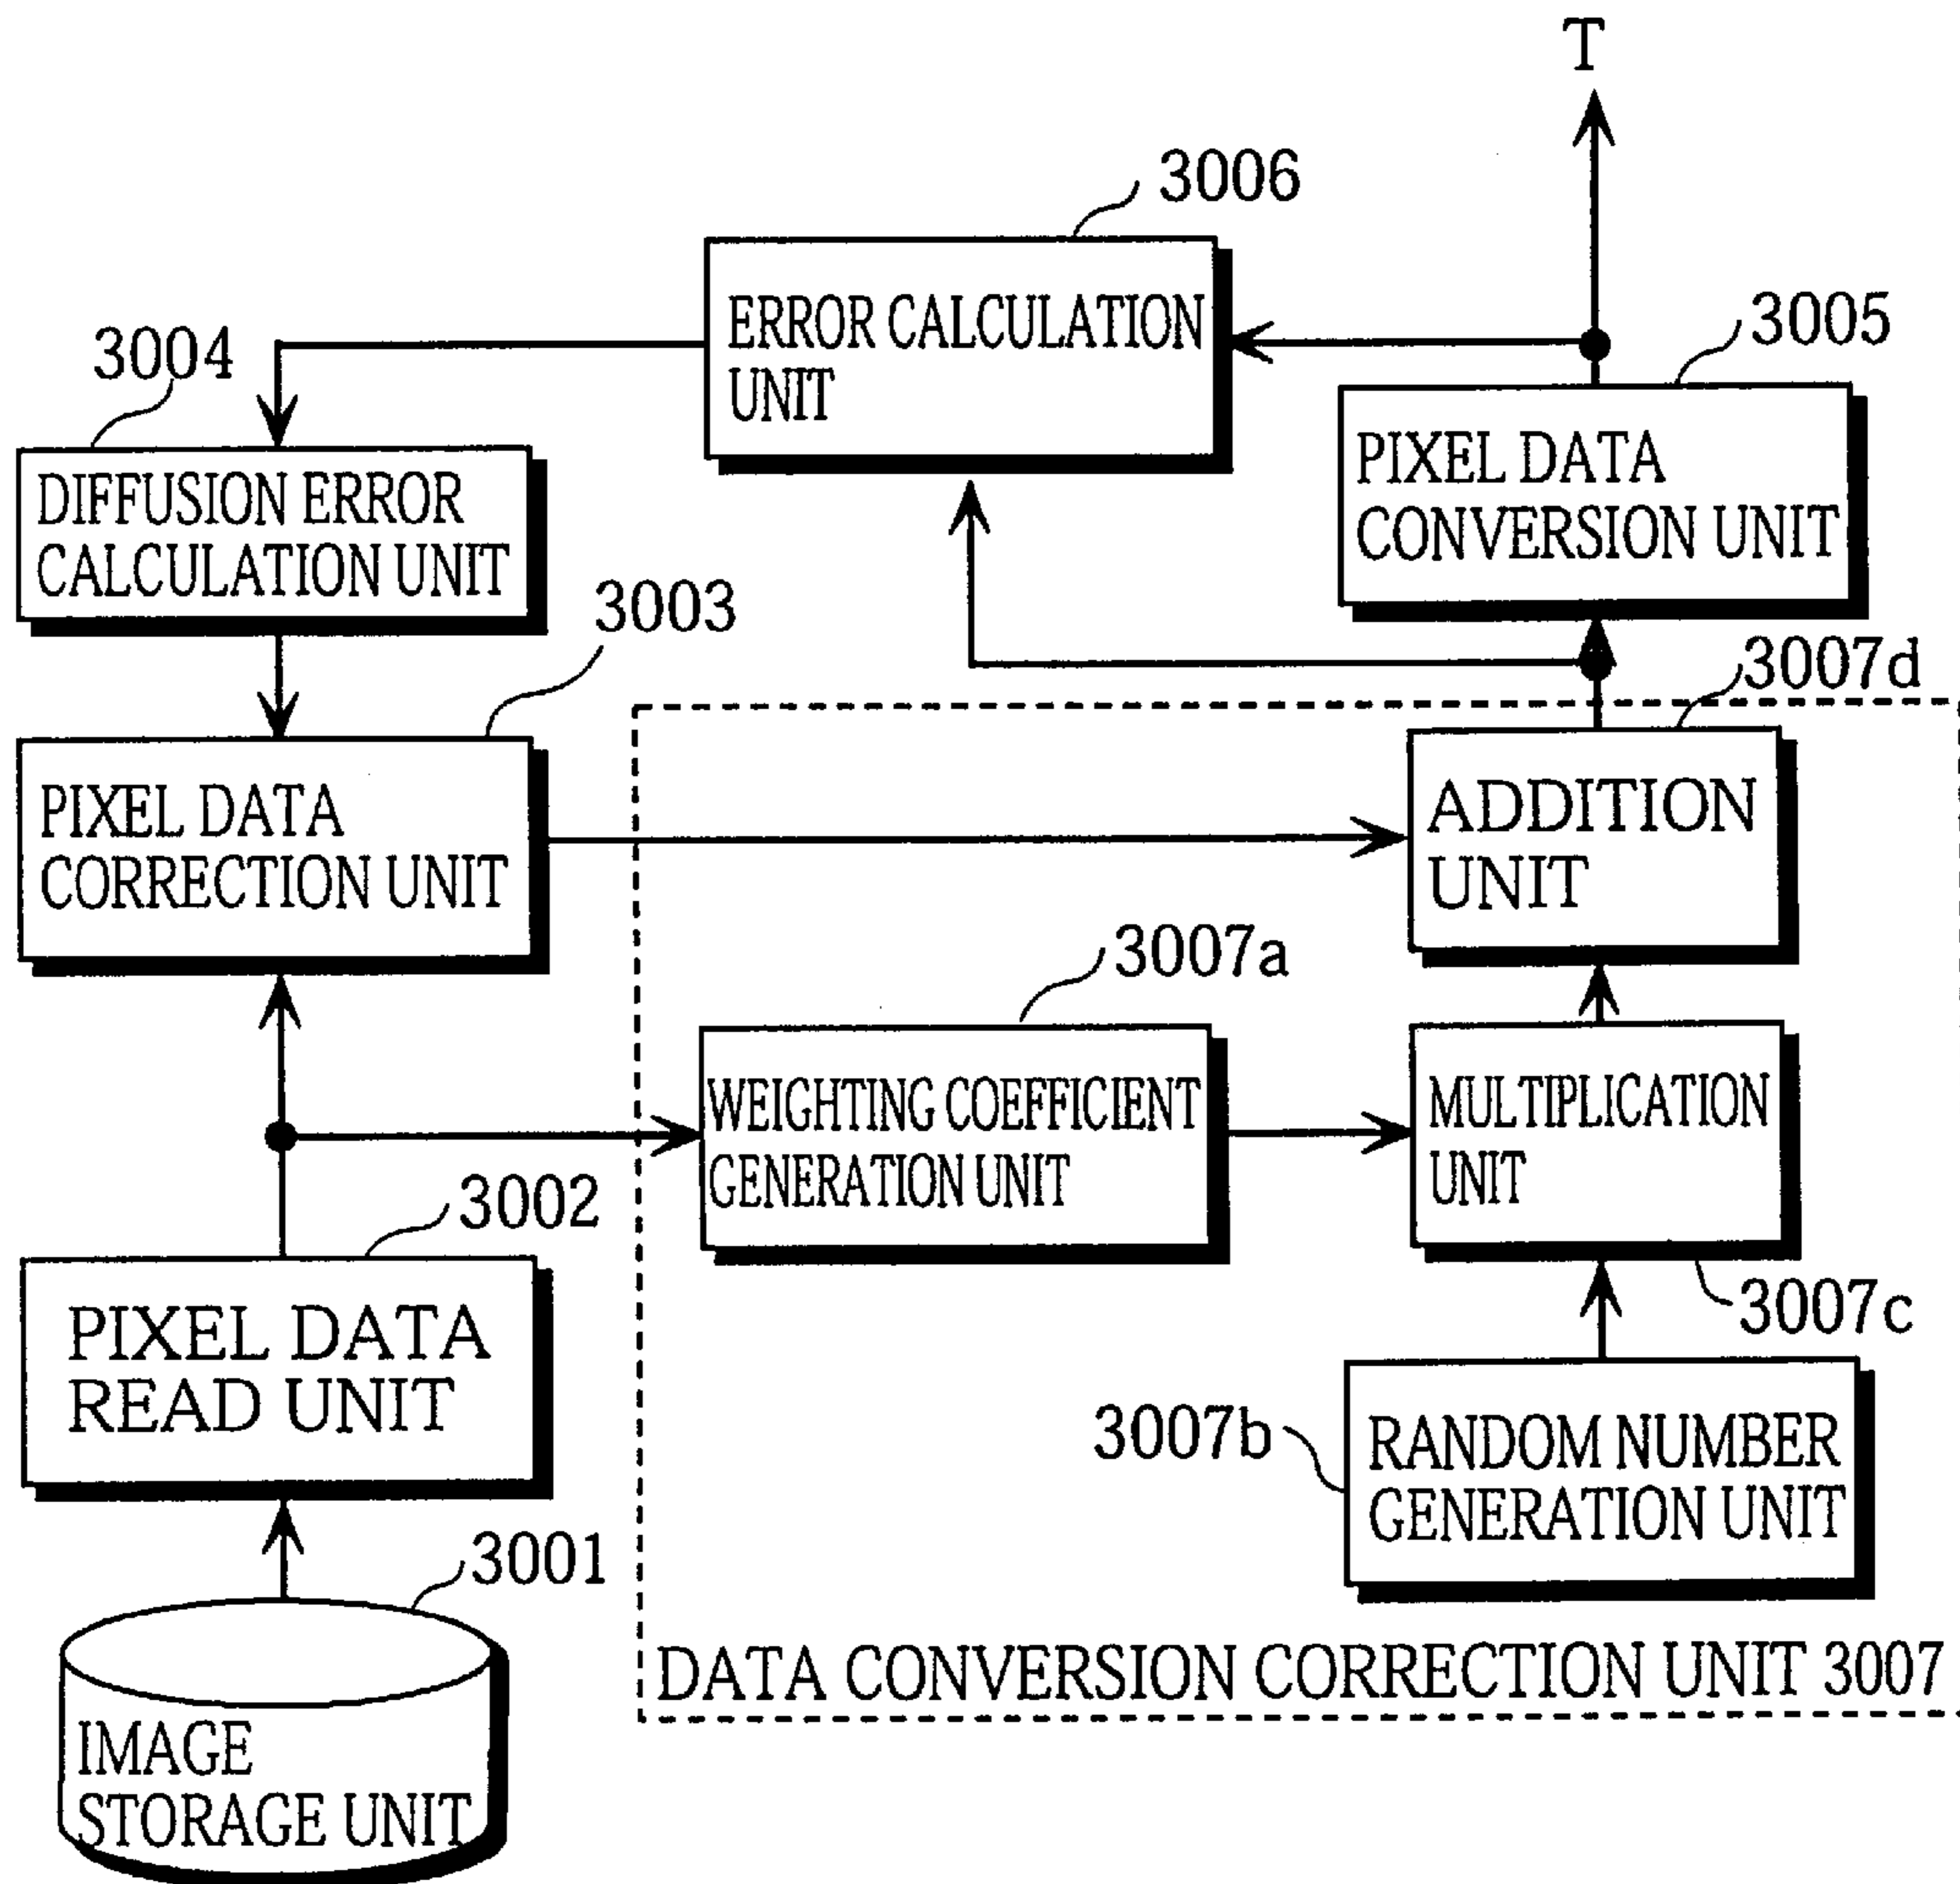 T
3006
ERROR CALCULATION
UNIT
3005
PIXEL DATA
CONVERSION UNIT
3004
DIFFUSION ERROR
CALCULATION UNIT
3003
PIXEL DATA
CORRECTION UNIT
3007d
ADDITION
UNIT
3007a
WEIGHTING COEFFICIENT
GENERATION UNIT
MULTIPLICATION
UNIT
3007c
3002
PIXEL DATA
READ UNIT
3007b
RANDOM NUMBER
GENERATION UNIT
3001
IMAGE
STORAGE UNIT
DATA CONVERSION CORRECTION UNIT 3007